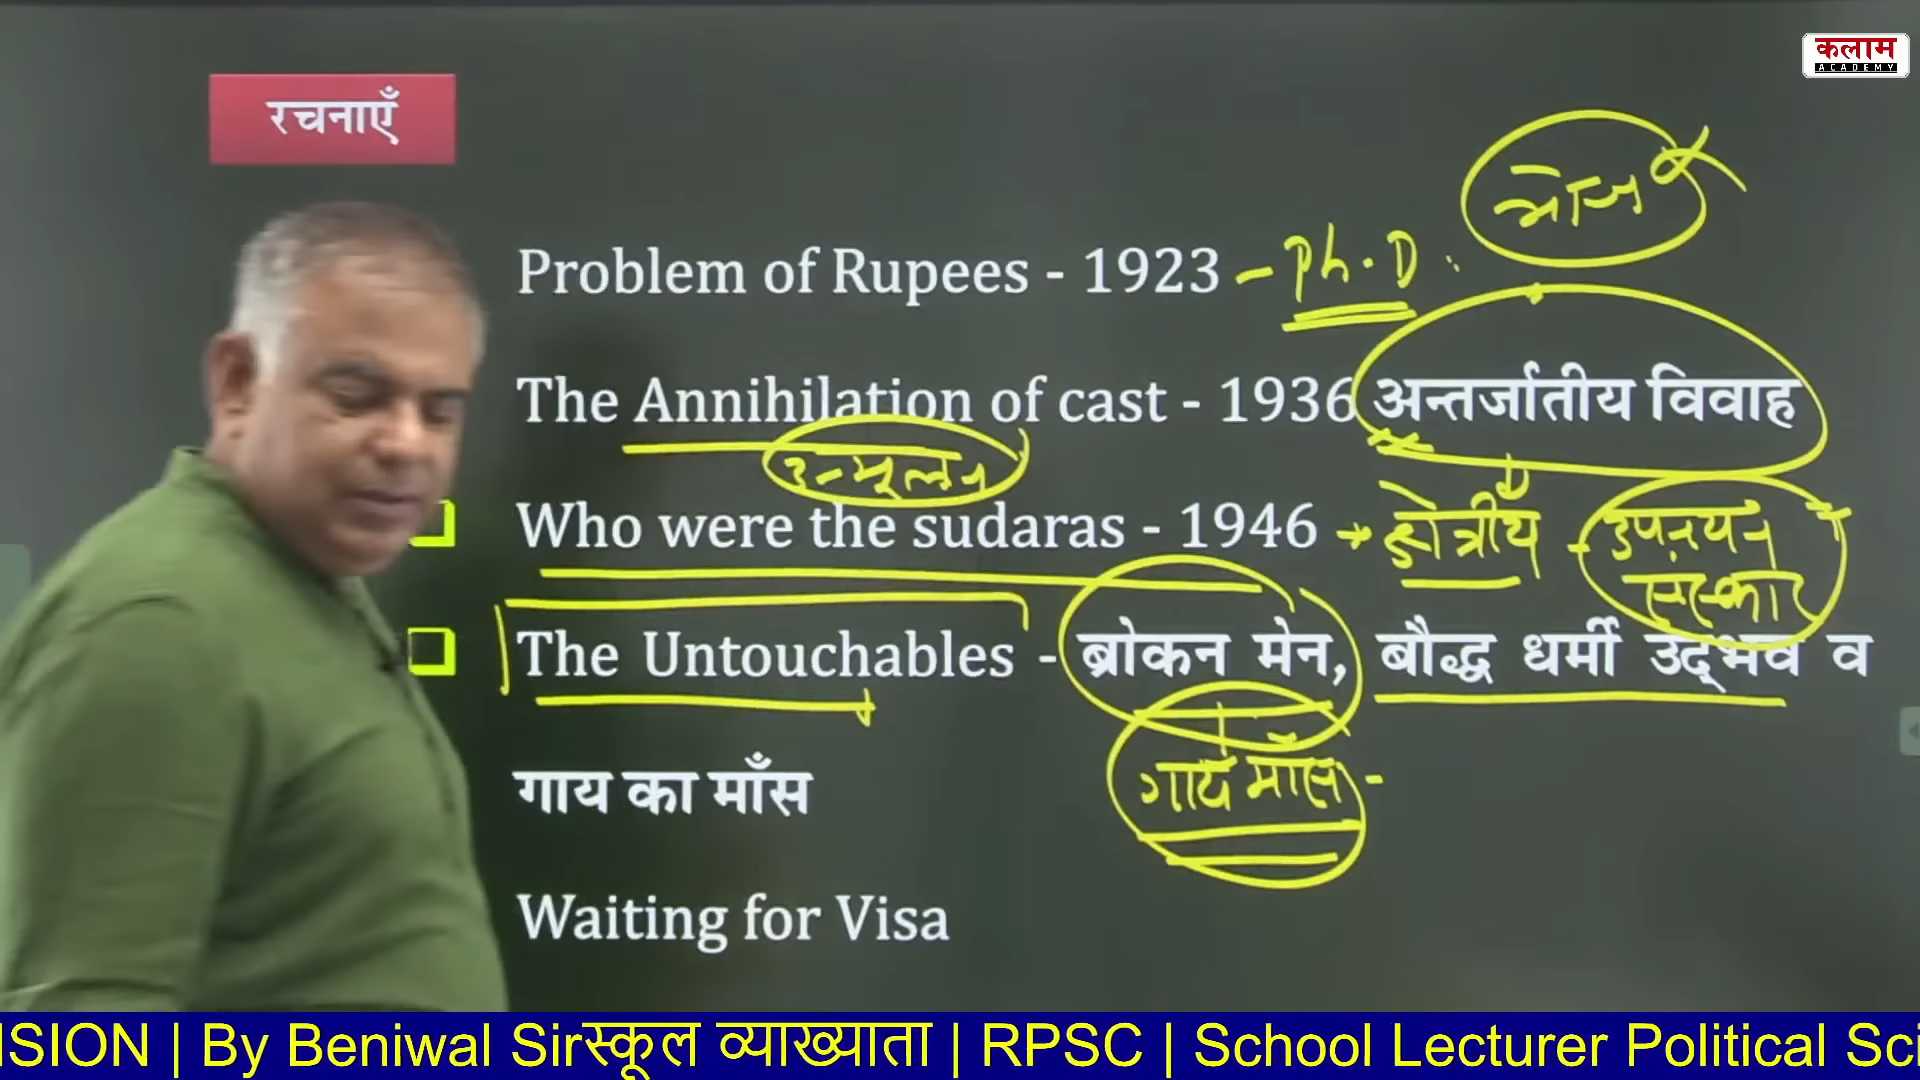 कलाम
ACADEMY
रचनाएँ
भोज
Problem of Rupees - 1923 - Ph.D.
The Annihilation of cast - 1936 अन्तर्जातीय विवाह
उन्मूलन
Who were the sudaras - 1946 → क्षेत्रीय - उपनयन
संस्कार
The Untouchables - ब्रोकन मेन, बौद्ध धर्मी उद्‌भव व
गाय का माँस
गाय माँस -
Waiting for Visa
ISION | By Beniwal Sirस्कूल व्याख्याता | RPSC | School Lecturer Political Sci